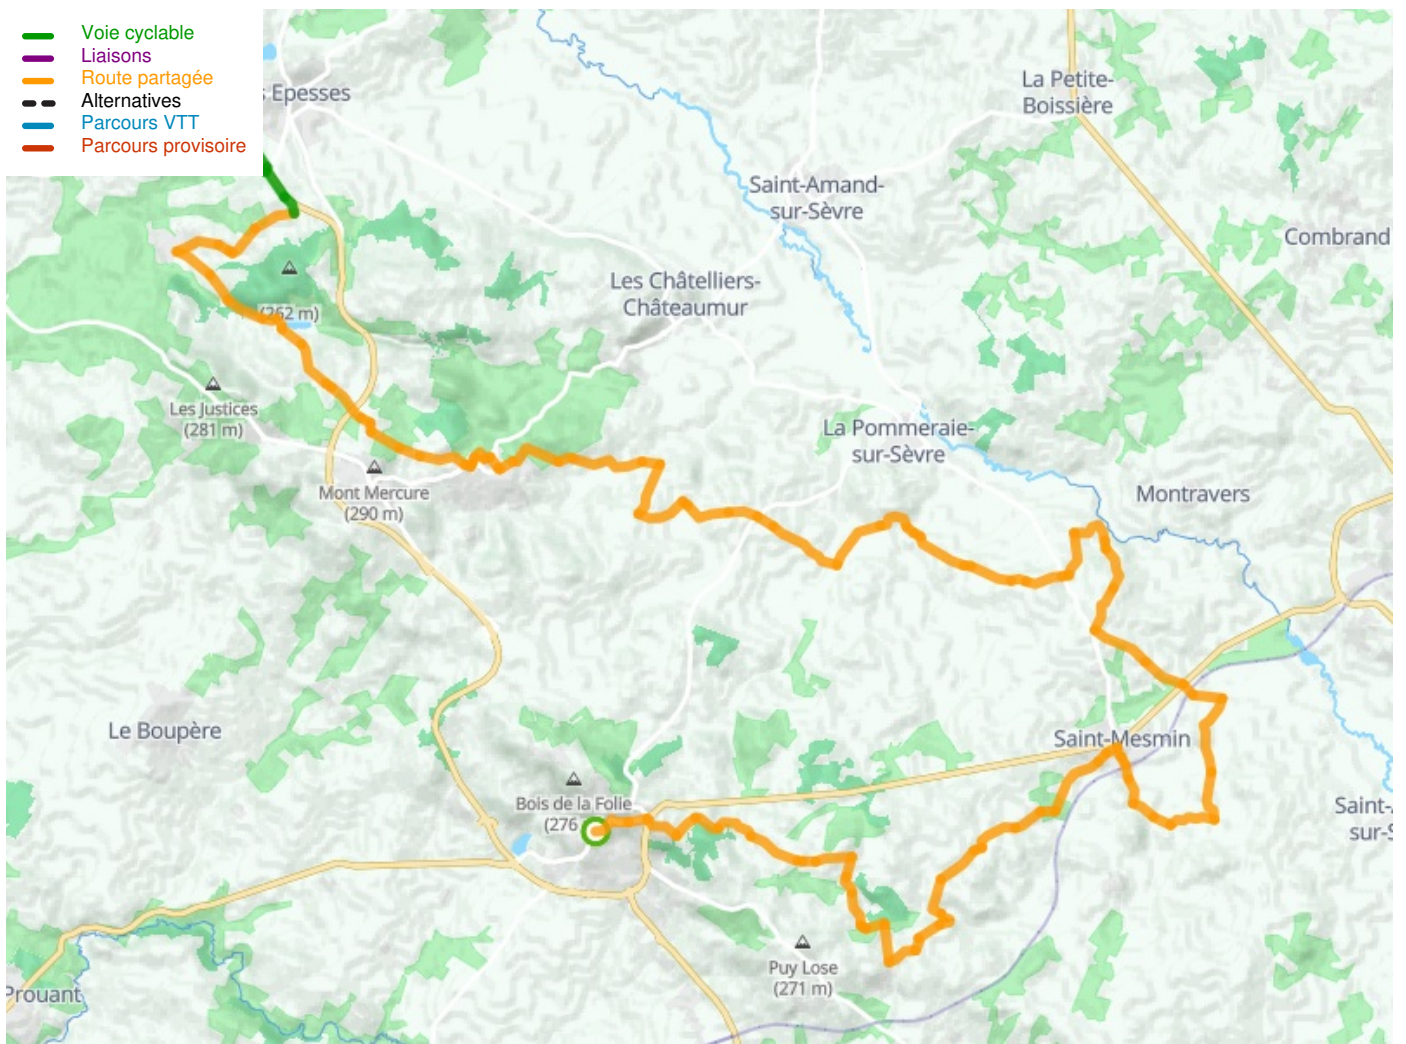 Voie cyclable
Liaisons
Route partagée
Alternatives
Parcours VTT
Parcours provisoire
Epesses
La Petite-
Boissière
Saint-Amand-
sur-Sèvre
Combrand
Les Châtelliers-
Châteaumur
(262 m)
Les Justices
(281 m)
La Pommeraie-
sur-Sèvre
Mont Mercure
(290 m)
Montravers
Le Boupère
Saint-Mesmin
Bois de la Folie
(276
Saint-
sur-S
Puy Lose
(271 m)
Prouant